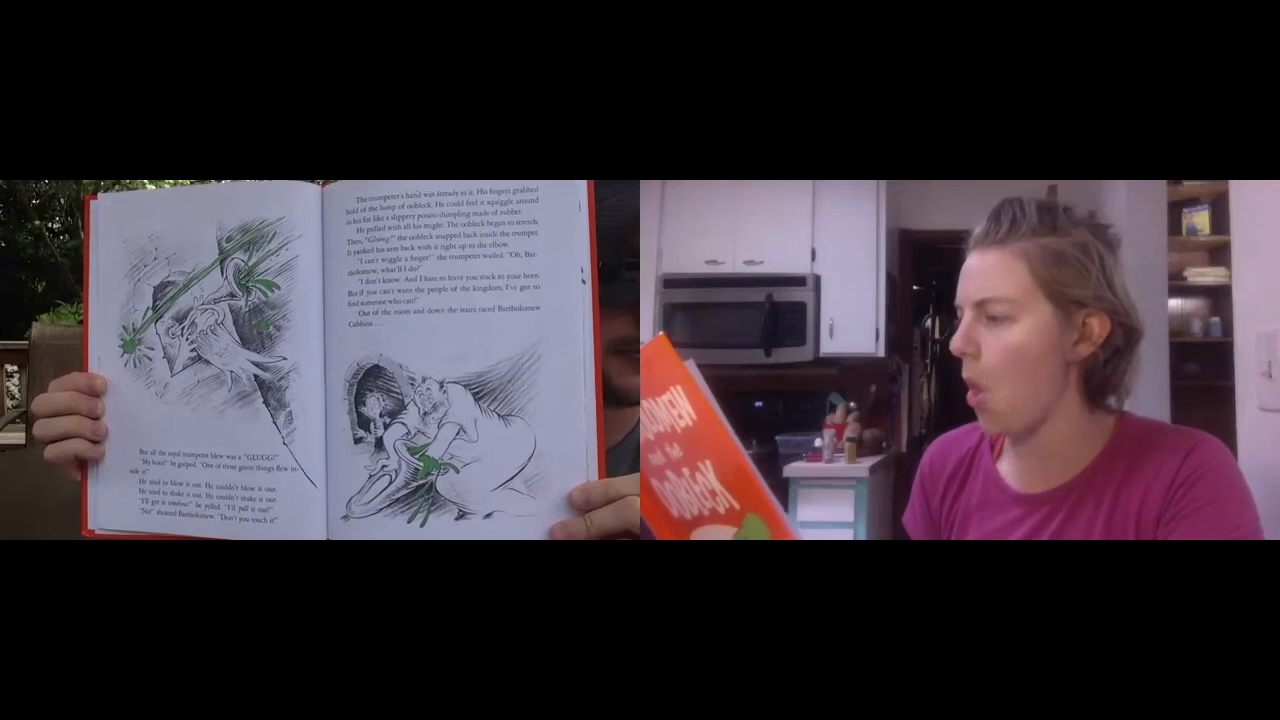 But all the royal trumpeter blew was a "GLUGG!"
"My horn!" he gulped. "One of those green things flew in-
side it!"
He tried to blow it out. He couldn't blow it out.
He tried to shake it out. He couldn't shake it out.
"I'll get it somehow!" he yelled. "I'll pull it out!"
"No!" shouted Bartholomew. "Don't you touch it!"
The trumpeter's hand was already in it. His fingers grabbed
hold of the lump of oobleck. He could feel it squiggle around
in his fist like a slippery potato dumpling made of rubber.
He pulled with all his might. The oobleck began to stretch.
Then, "Gloing!" the oobleck snapped back inside the trumpet.
It yanked his arm back with it right up to the elbow.
"I can't wiggle a finger!" the trumpeter wailed. "Oh, Bar-
tholomew, what'll I do?"
"I don't know. And I hate to leave you stuck to your horn.
But if you can't warn the people of the kingdom, I've got to
find someone who can!"
Out of the room and down the stairs raced Bartholomew
Cubbins . . .
OLOMEW
and the
OOBLECK